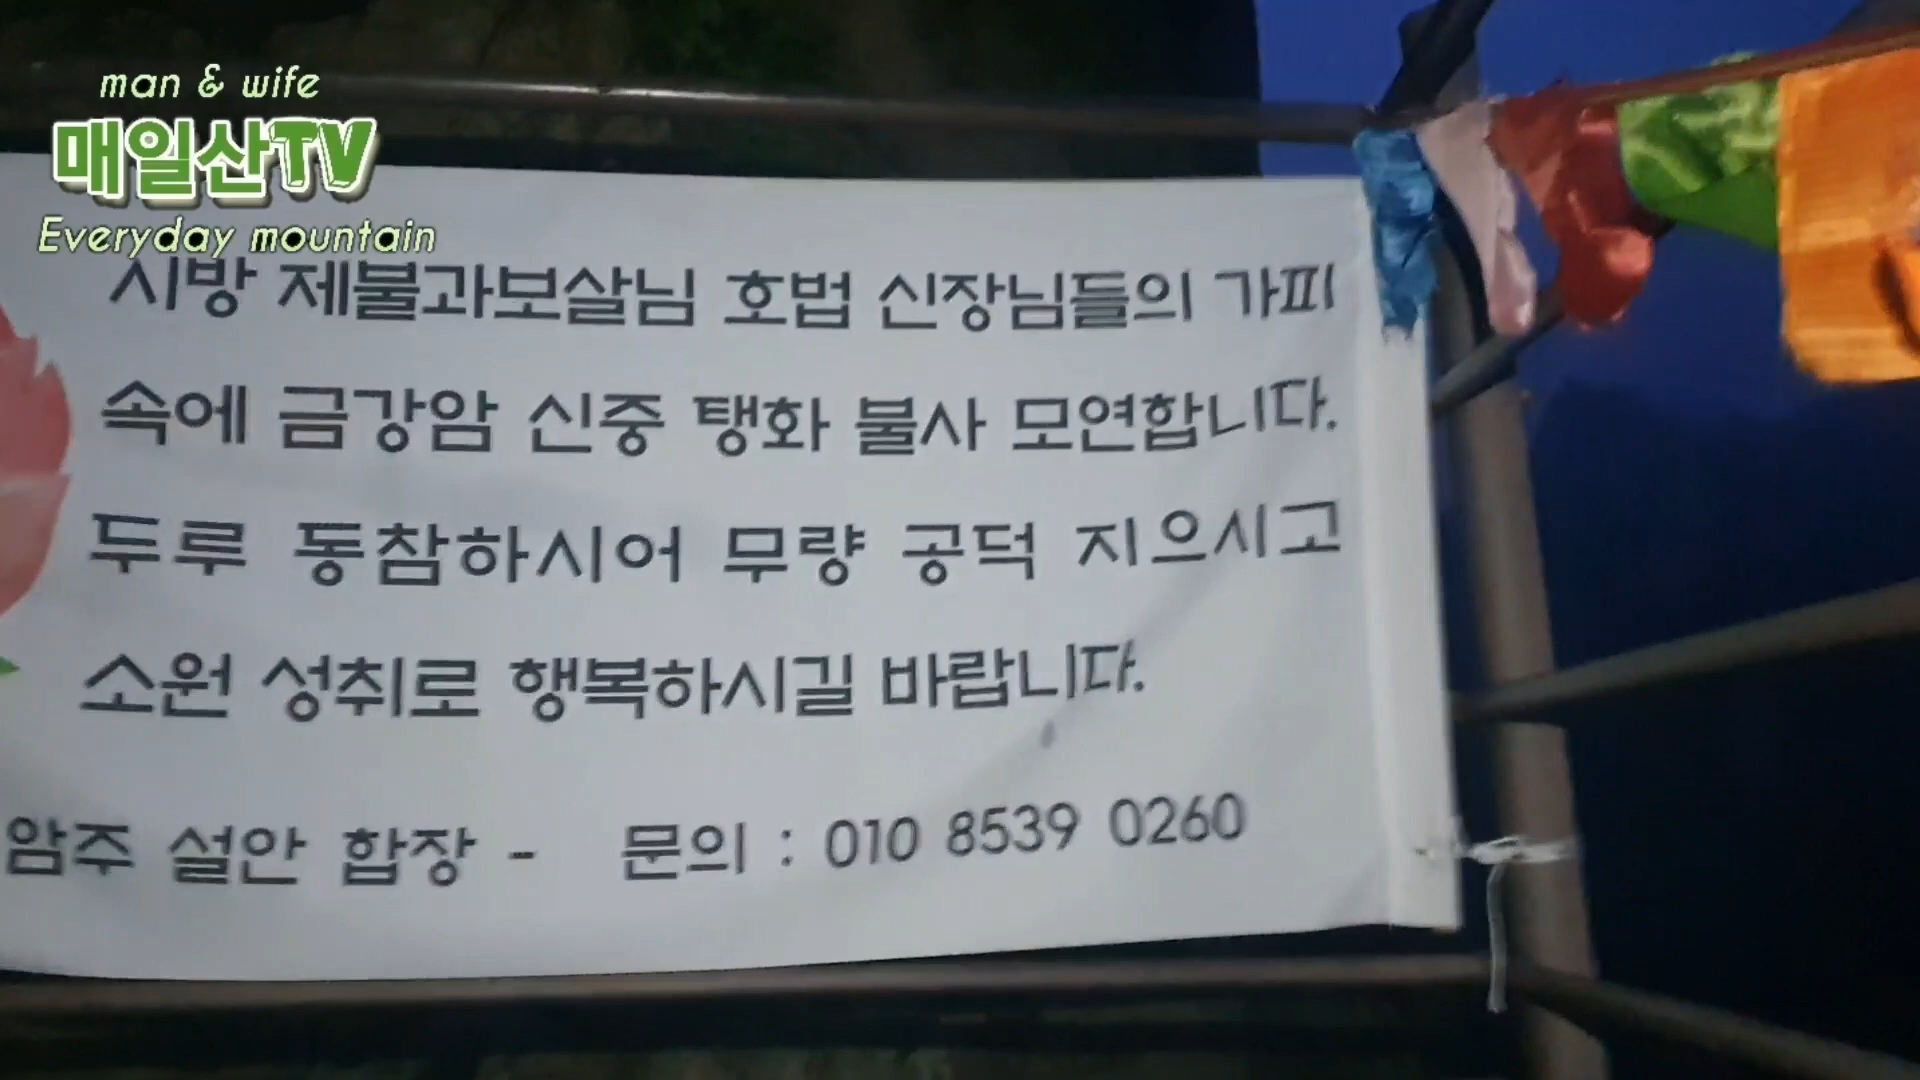 man & wife
매일산TV
Everyday mountain
시방 제불과보살님 호법 신장님들의 가피
속에 금강암 신중 탱화 불사 모연합니다.
두루 동참하시어 무량 공덕 지으시고
소원 성취로 행복하시길 바랍니다.
암주 설안 합장 - 문의 : 010 8539 0260